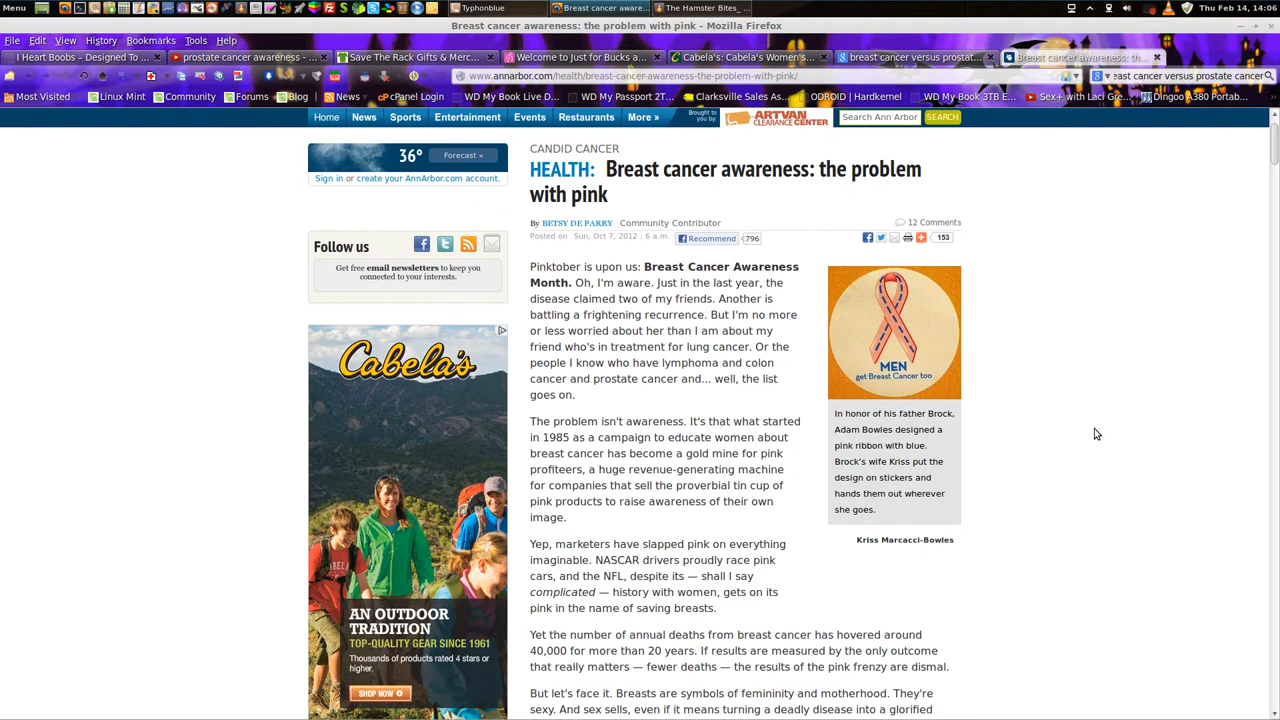 Menu
Typhonblue
Breast cancer aware...
The Hamster Bites_
Thu Feb 14, 14:06
Breast cancer awareness: the problem with pink - Mozilla Firefox
File Edit View History Bookmarks Tools Help
I Heart Boobs – Designed To ...
prostate cancer awareness - ...
Save The Rack Gifts & Merc...
Welcome to Just for Bucks a...
Cabela's: Cabela's Women's...
breast cancer versus prostat...
Breast cancer awareness: th...
www.annarbor.com/health/breast-cancer-awareness-the-problem-with-pink/
east cancer versus prostate cancer
Most Visited
Linux Mint
Community
Forums
Blog
News
cPanel Login
WD My Book Live D...
WD My Passport 2T...
Clarksville Sales As...
ODROID | Hardkernel
WD My Book 3TB E...
Sex+ with Laci Gre...
Dingoo A380 Portab...
Home News Sports Entertainment Events Restaurants More »
Brought to
you by:
ARTVAN
CLEARANCE CENTER
Search Ann Arbor
SEARCH
36°
Forecast »
Sign in or create your AnnArbor.com account.
Follow us
Get free email newsletters to keep you
connected to your interests.
Cabela's
AN OUTDOOR
TRADITION
TOP-QUALITY GEAR SINCE 1961
Thousands of products rated 4 stars or
higher.
SHOP NOW
CANDID CANCER
HEALTH: Breast cancer awareness: the problem
with pink
By BETSY DE PARRY Community Contributor
12 Comments
Posted on Sun, Oct 7, 2012 : 6 a.m.
Recommend
796
153
Pinktober is upon us: Breast Cancer Awareness
Month. Oh, I'm aware. Just in the last year, the
disease claimed two of my friends. Another is
battling a frightening recurrence. But I'm no more
or less worried about her than I am about my
friend who's in treatment for lung cancer. Or the
people I know who have lymphoma and colon
cancer and prostate cancer and... well, the list
goes on.
The problem isn't awareness. It's that what started
in 1985 as a campaign to educate women about
breast cancer has become a gold mine for pink
profiteers, a huge revenue-generating machine
for companies that sell the proverbial tin cup of
pink products to raise awareness of their own
image.
Yep, marketers have slapped pink on everything
imaginable. NASCAR drivers proudly race pink
cars, and the NFL, despite its — shall I say
complicated — history with women, gets on its
pink in the name of saving breasts.
Yet the number of annual deaths from breast cancer has hovered around
40,000 for more than 20 years. If results are measured by the only outcome
that really matters — fewer deaths — the results of the pink frenzy are dismal.
But let's face it. Breasts are symbols of femininity and motherhood. They're
sexy. And sex sells, even if it means turning a deadly disease into a glorified
MEN
get Breast Cancer too
In honor of his father Brock,
Adam Bowles designed a
pink ribbon with blue.
Brock's wife Kriss put the
design on stickers and
hands them out wherever
she goes.
Kriss Marcacci-Bowles